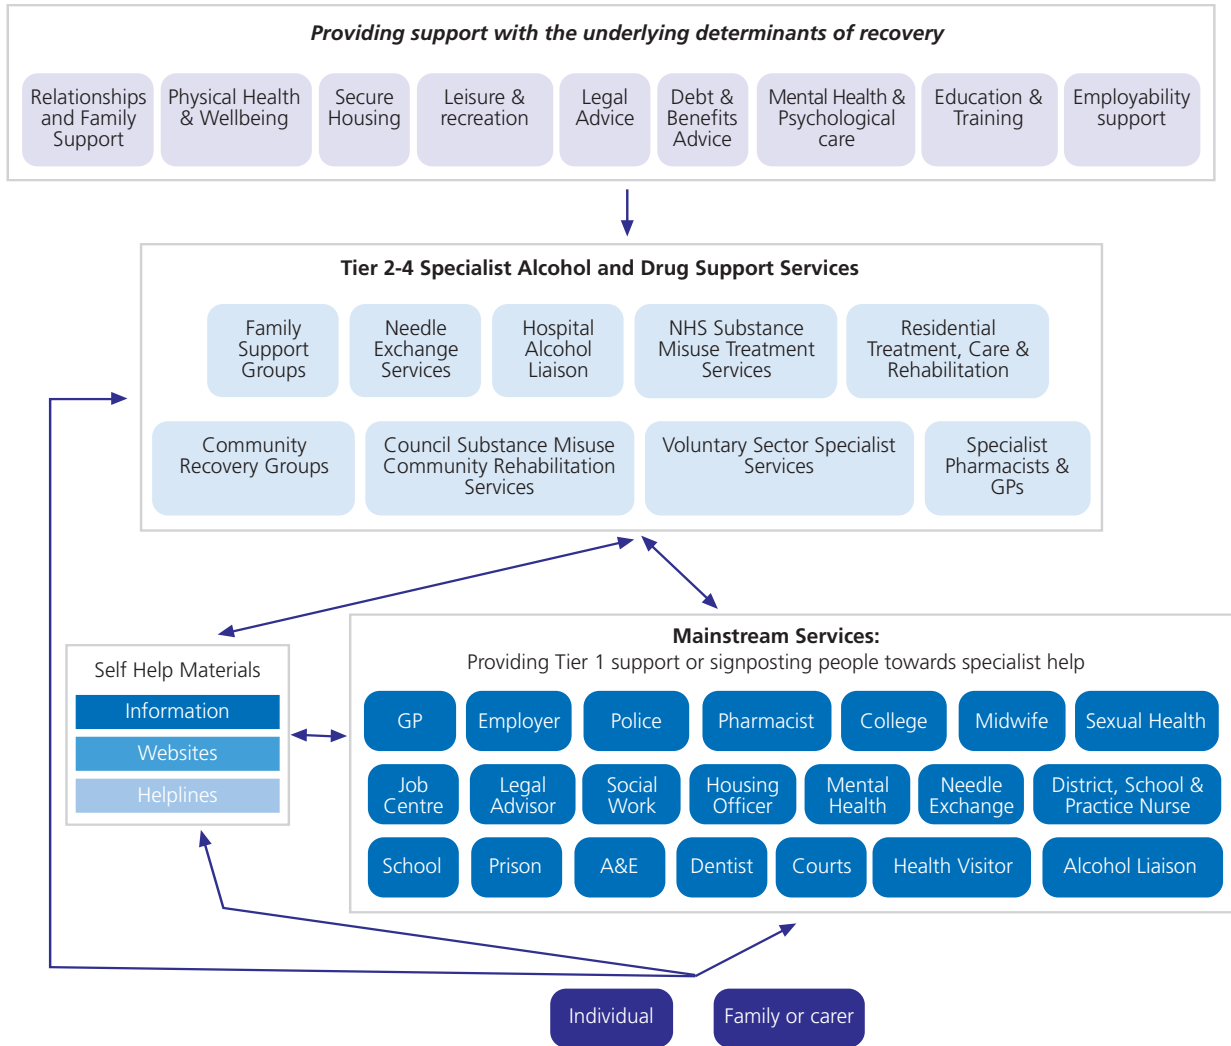 Providing support with the underlying determinants of recovery
Relationships
and Family
Support
Physical Health
& Wellbeing
Secure
Housing
Leisure &
recreation
Legal
Advice
Debt &
Benefits
Advice
Mental Health &
Psychological
care
Education &
Training
Employability
support
Tier 2-4 Specialist Alcohol and Drug Support Services
Family
Support
Groups
Needle
Exchange
Services
Hospital
Alcohol
Liaison
NHS Substance
Misuse Treatment
Services
Residential
Treatment, Care &
Rehabilitation
Community
Recovery Groups
Council Substance Misuse
Community Rehabilitation
Services
Voluntary Sector Specialist
Services
Specialist
Pharmacists &
GPs
Self Help Materials
Information
Websites
Helplines
Mainstream Services:
Providing Tier 1 support or signposting people towards specialist help
GP
Employer
Police
Pharmacist
College
Midwife
Sexual Health
Job
Centre
Legal
Advisor
Social
Work
Housing
Officer
Mental
Health
Needle
Exchange
District, School &
Practice Nurse
School
Prison
A&E
Dentist
Courts
Health Visitor
Alcohol Liaison
Individual
Family or carer